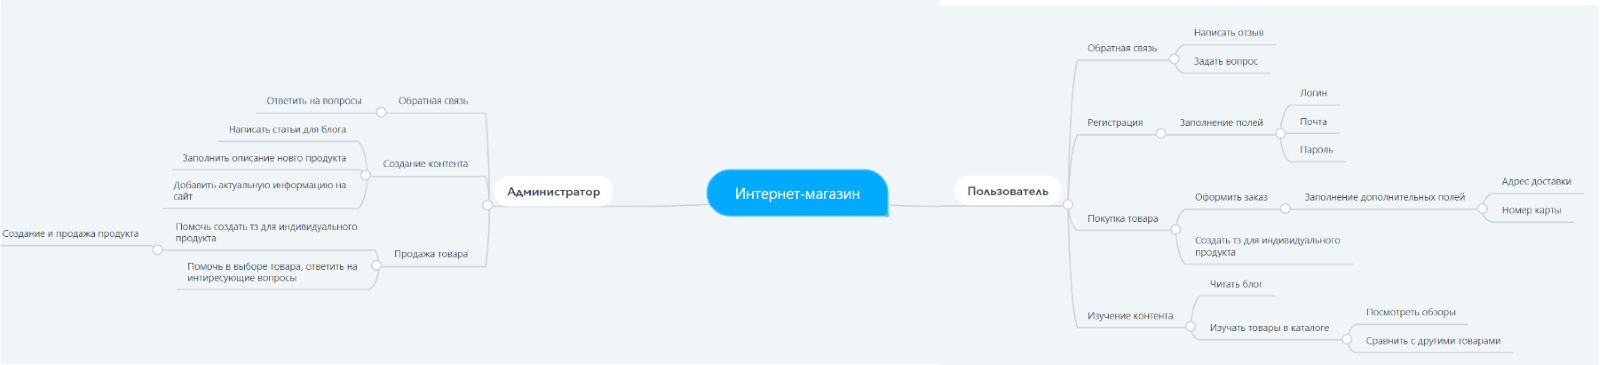 Интернет-магазин
Администратор
Обратная связь
Ответить на вопросы
Создание контента
Написать статьи для блога
Заполнить описание новго продукта
Добавить актуальную информацию на
сайт
Продажа товара
Помочь создать тз для индивидуального
продукта
Создание и продажа продукта
Помочь в выборе товара, ответить на
интиресующие вопросы
Пользователь
Обратная связь
Написать отзыв
Задать вопрос
Регистрация
Заполнение полей
Логин
Почта
Пароль
Покупка товара
Оформить заказ
Заполнение дополнительных полей
Адрес доставки
Номер карты
Создать тз для индивидуального
продукта
Изучение контента
Читать блог
Изучать товары в каталоге
Посмотреть обзоры
Сравнить с другими товарами